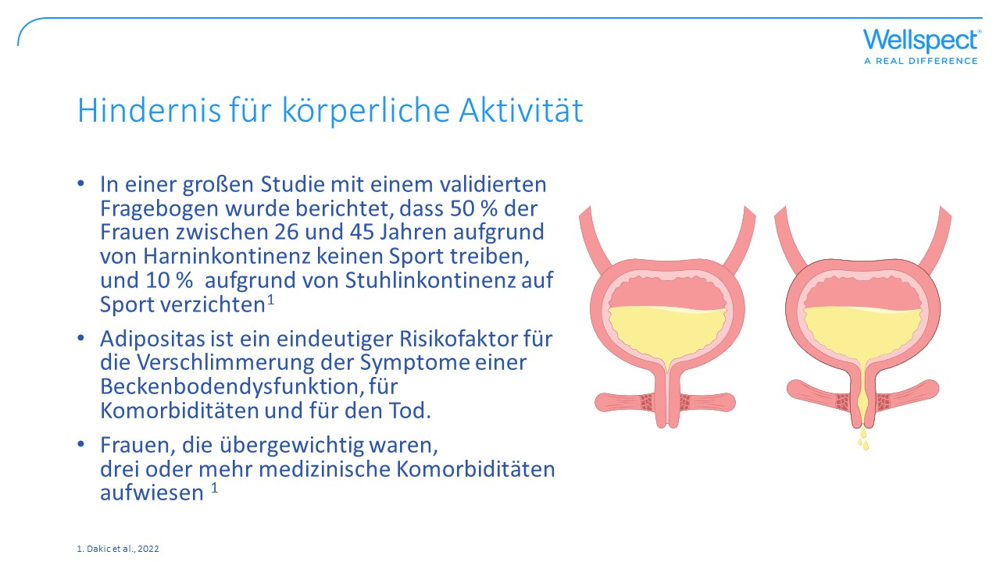 Wellspect®
A REAL DIFFERENCE
Hindernis für körperliche Aktivität
• In einer großen Studie mit einem validierten
Fragebogen wurde berichtet, dass 50 % der
Frauen zwischen 26 und 45 Jahren aufgrund
von Harninkontinenz keinen Sport treiben,
und 10 %  aufgrund von Stuhlinkontinenz auf
Sport verzichten¹
• Adipositas ist ein eindeutiger Risikofaktor für
die Verschlimmerung der Symptome einer
Beckenbodendysfunktion, für
Komorbiditäten und für den Tod.
• Frauen, die übergewichtig waren,
drei oder mehr medizinische Komorbiditäten
aufwiesen ¹
1. Dakic et al., 2022